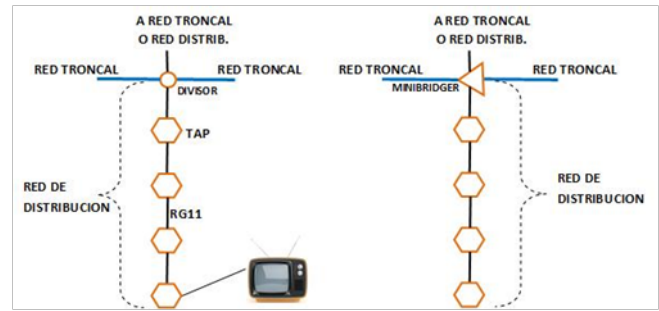 A RED TRONCAL
O RED DISTRIB.
RED TRONCAL
RED TRONCAL
DIVISOR
TAP
RED DE
DISTRIBUCION
RG11
A RED TRONCAL
O RED DISTRIB.
RED TRONCAL
RED TRONCAL
MINIBRIDGER
RED DE
DISTRIBUCION